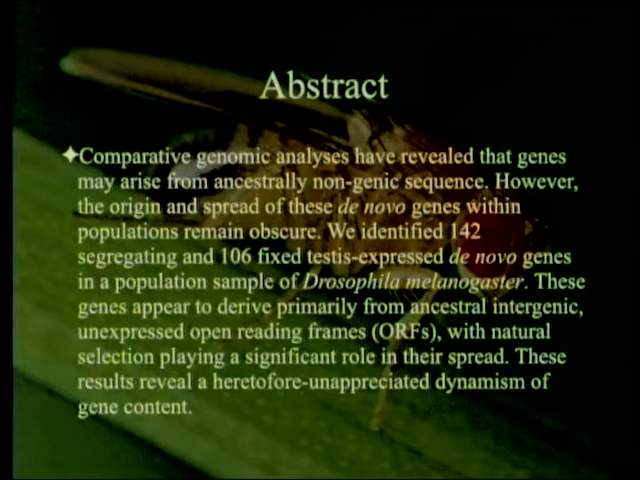 Abstract
✦Comparative genomic analyses have revealed that genes
may arise from ancestrally non-genic sequence. However,
the origin and spread of these de novo genes within
populations remain obscure. We identified 142
segregating and 106 fixed testis-expressed de novo genes
in a population sample of Drosophila melanogaster. These
genes appear to derive primarily from ancestral intergenic,
unexpressed open reading frames (ORFs), with natural
selection playing a significant role in their spread. These
results reveal a heretofore-unappreciated dynamism of
gene content.